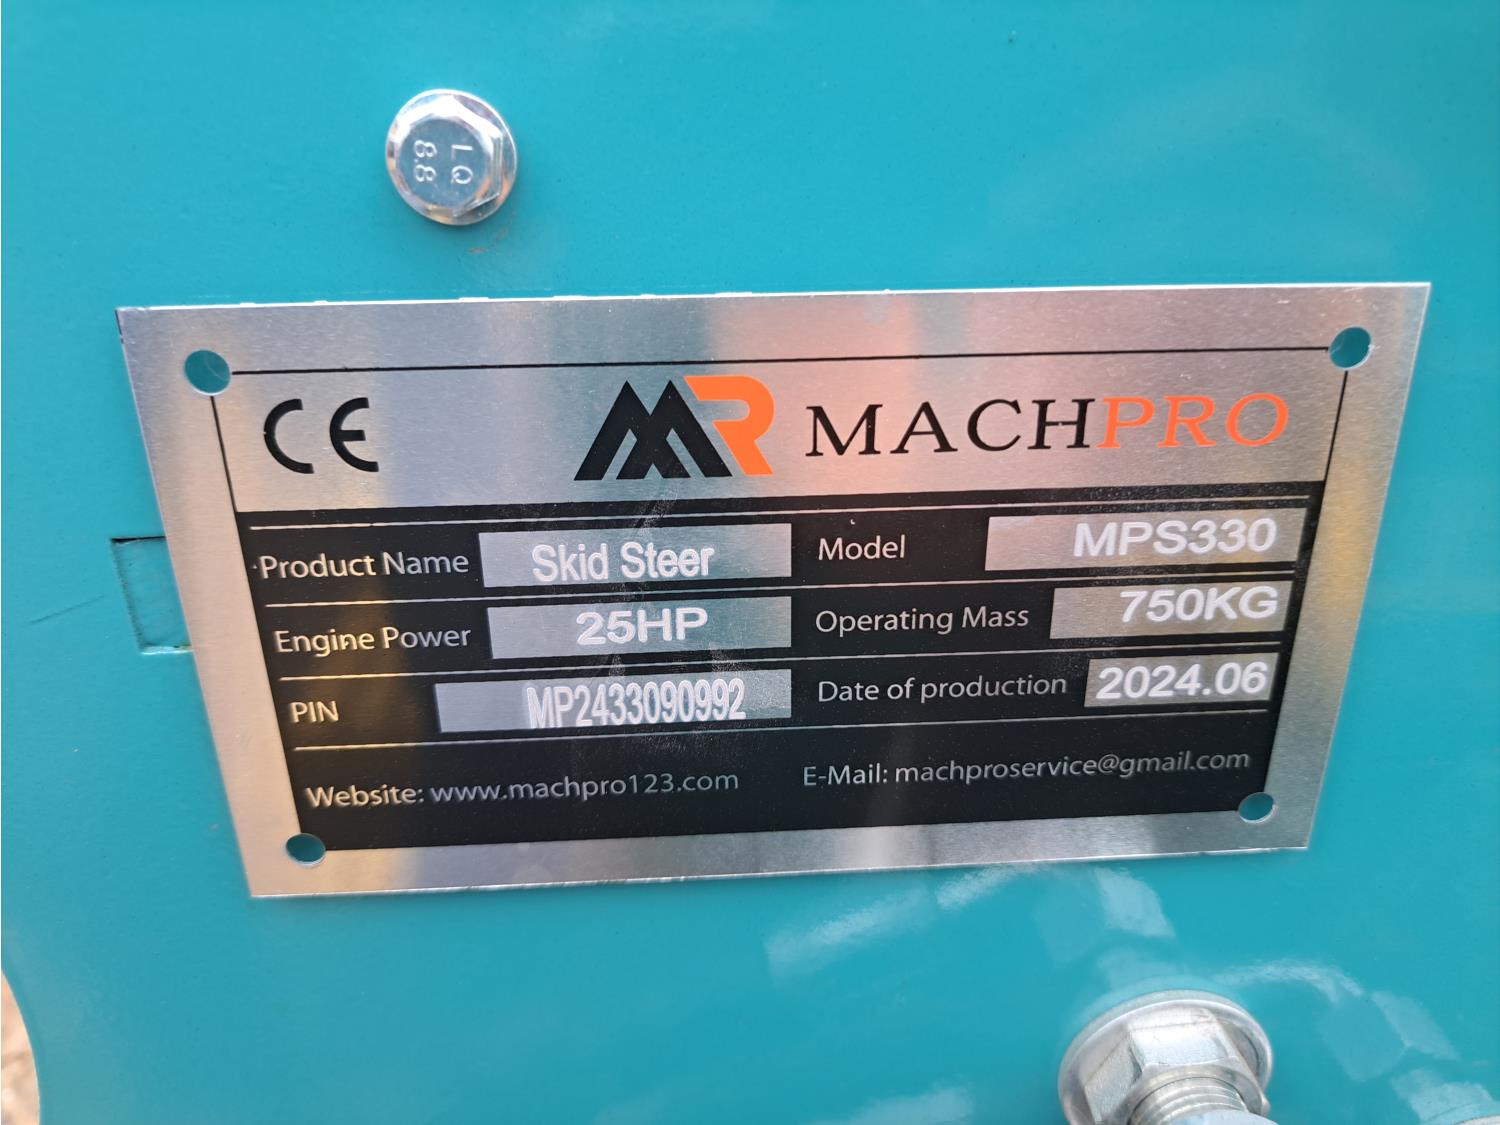 LQ
8.8
CE MR MACHPRO
Product Name Skid Steer Model MPS330
Engine Power 25HP Operating Mass 750KG
PIN MP2433090992 Date of production 2024.06
Website: www.machpro123.com E-Mail: machproservice@gmail.com